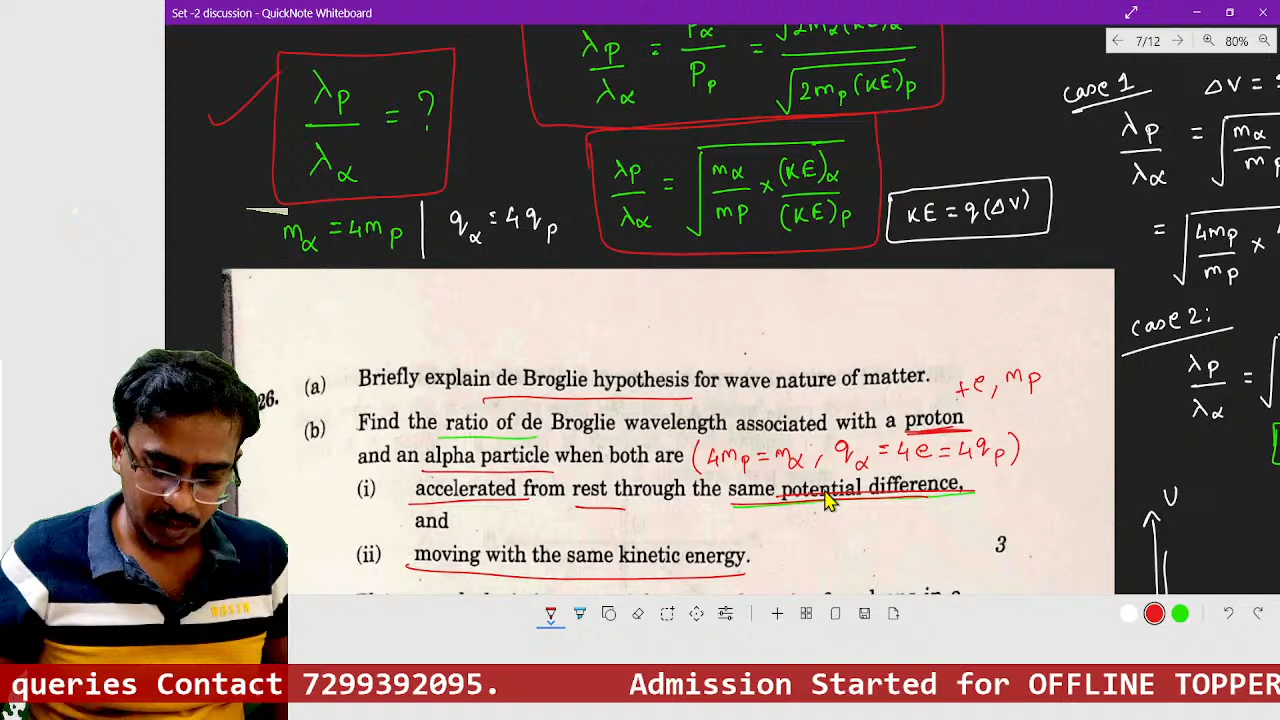 Set -2 discussion - QuickNote Whiteboard
7/12 80%
λp/λα = ?
λp/λα = Pα/Pp = √2mα(KE)α/√2mp(KE)p
λp/λα = √mα/mp × (KE)α/(KE)p
KE = q(ΔV)
mα = 4mp | qα = 4qp
case 1 ΔV =
λp/λα = √mα/m
= √4mp/mp ×
case 2:
λp/λα = √
V
26. (a) Briefly explain de Broglie hypothesis for wave nature of matter.
+e, mp
(b) Find the ratio of de Broglie wavelength associated with a proton
and an alpha particle when both are (4mp = mα, qα = 4e = 4qp)
(i) accelerated from rest through the same potential difference,
and
(ii) moving with the same kinetic energy. 3
queries Contact 7299392095. Admission Started for OFFLINE TOPPER